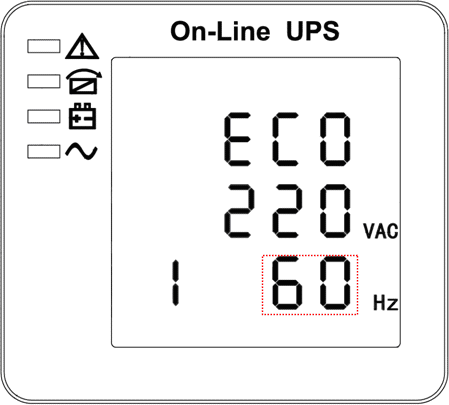 On-Line UPS
ECO
220 VAC
1 60 Hz